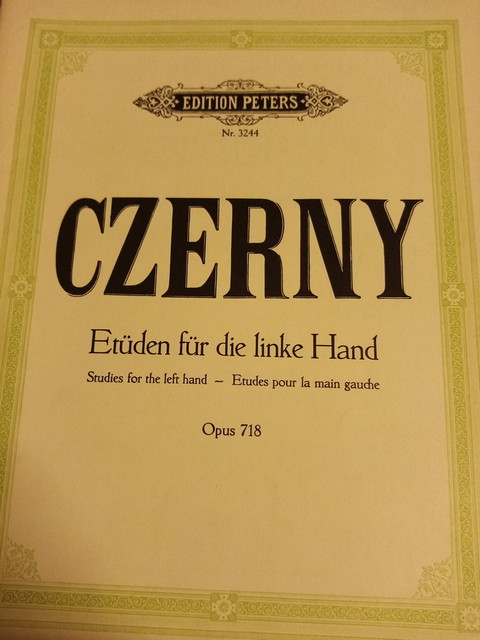 EDITION PETERS
Nr. 3244
CZERNY
Etüden für die linke Hand
Studies for the left hand – Etudes pour la main gauche
Opus 718